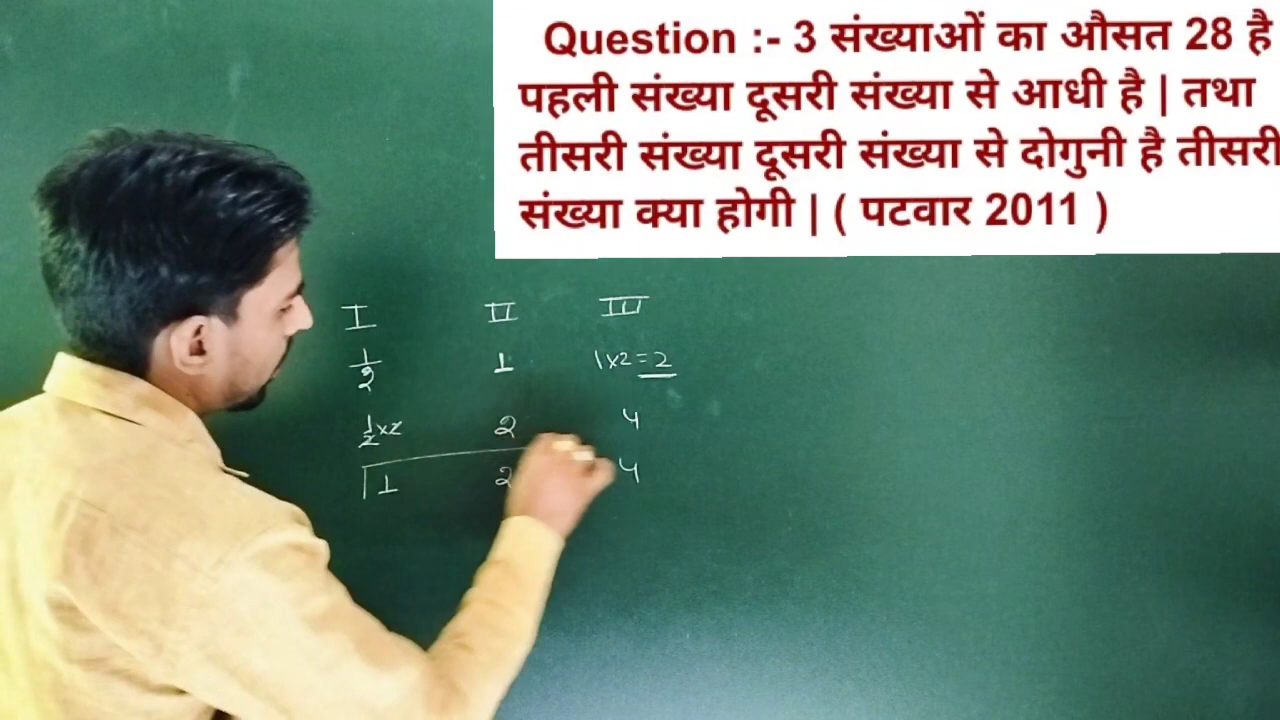 Question :- 3 संख्याओं का औसत 28 है
पहली संख्या दूसरी संख्या से आधी है | तथा
तीसरी संख्या दूसरी संख्या से दोगुनी है तीसरी
संख्या क्या होगी | ( पटवार 2011 )
I II III
1/2 1 1×2=2
1/2×2 2 4
1 2 4